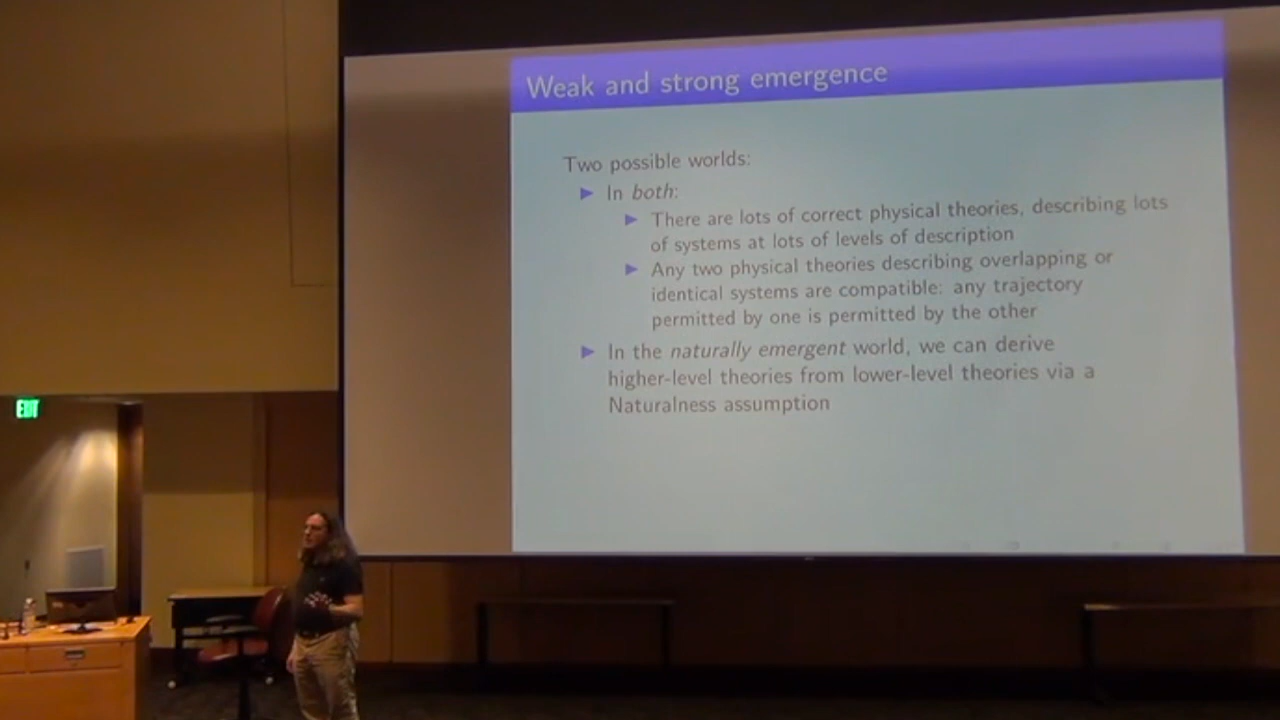 Weak and strong emergence
Two possible worlds:
In both:
There are lots of correct physical theories, describing lots
of systems at lots of levels of description
Any two physical theories describing overlapping or
identical systems are compatible: any trajectory
permitted by one is permitted by the other
In the naturally emergent world, we can derive
higher-level theories from lower-level theories via a
Naturalness assumption